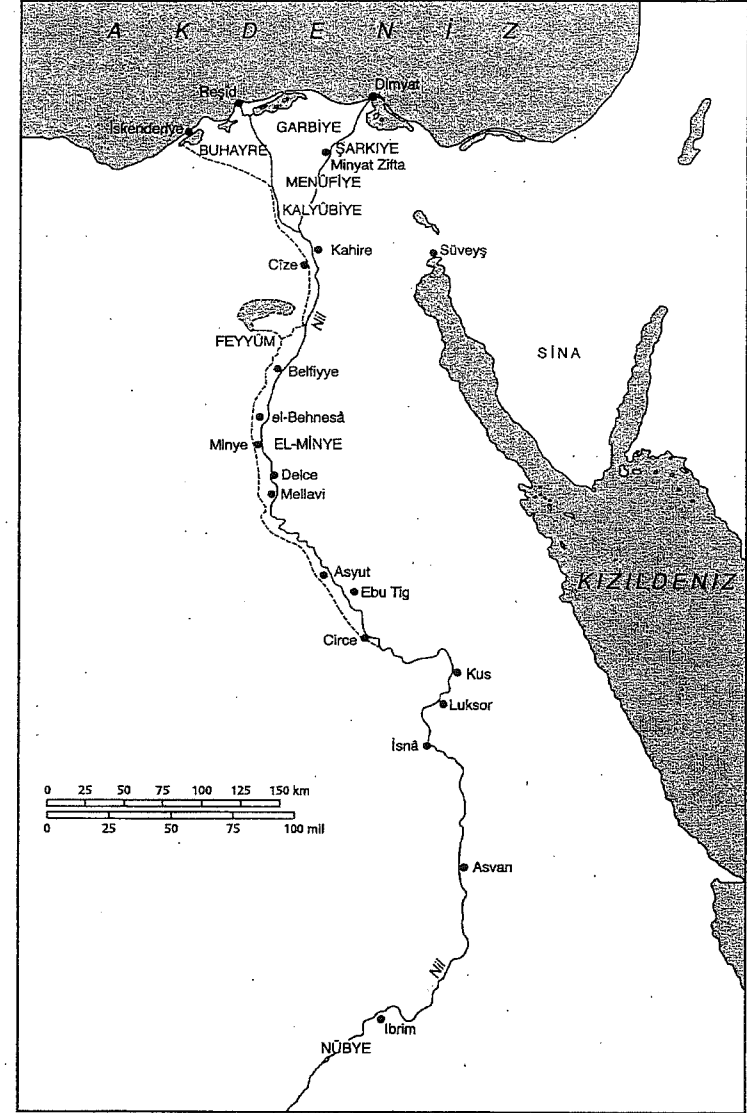 AKDENİZ
Reşid
Dimyat
İskenderiye
GARBİYE
BUHAYRE
ŞARKIYE
Minyat Zifta
MENÛFİYE
KALYÛBİYE
Kahire
Süveyş
Cîze
Nil
SİNA
FEYYÛM
Belfiyye
el-Behnesâ
Minye
EL-MİNYE
Delce
Mellavi
Asyut
KIZILDENİZ
Ebu Tig
Circe
Kus
Luksor
İsnâ
0 25 50 75 100 125 150 km
0 25 50 75 100 mil
Asvan
Nil
İbrim
NÛBYE